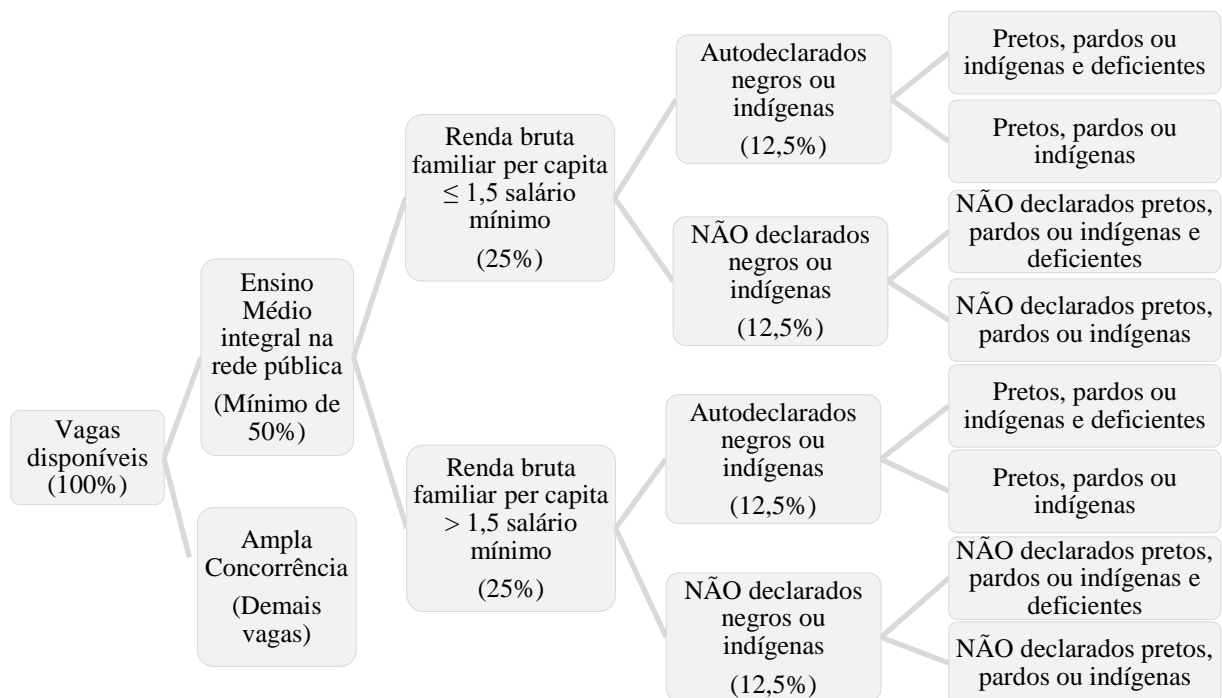 Vagas
disponíveis
(100%)
Ensino
Médio
integral na
rede pública
(Mínimo de
50%)
Ampla
Concorrência
(Demais
vagas)
Renda bruta
familiar per capita
≤ 1,5 salário
mínimo
(25%)
Renda bruta
familiar per capita
> 1,5 salário
mínimo
(25%)
Autodeclarados
negros ou
indígenas
(12,5%)
NÃO declarados
negros ou
indígenas
(12,5%)
Autodeclarados
negros ou
indígenas
(12,5%)
NÃO declarados
negros ou
indígenas
(12,5%)
Pretos, pardos ou
indígenas e deficientes
Pretos, pardos ou
indígenas
NÃO declarados pretos,
pardos ou indígenas e
deficientes
NÃO declarados pretos,
pardos ou indígenas
Pretos, pardos ou
indígenas e deficientes
Pretos, pardos ou
indígenas
NÃO declarados pretos,
pardos ou indígenas e
deficientes
NÃO declarados pretos,
pardos ou indígenas